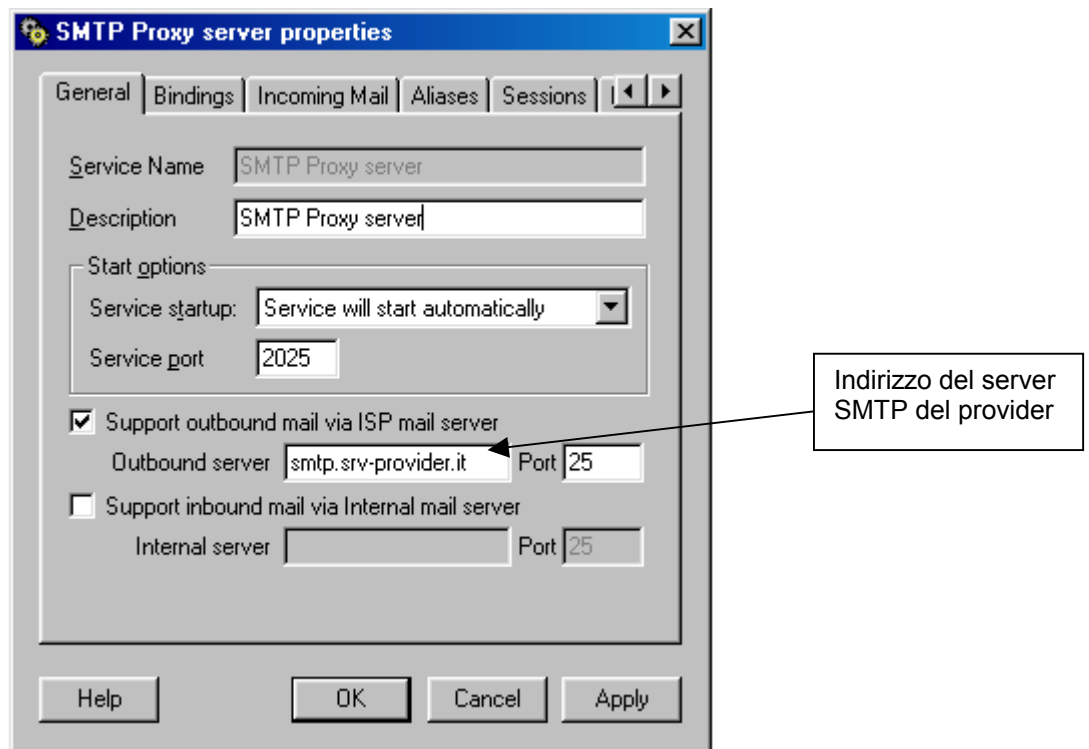 SMTP Proxy server properties
General Bindings Incoming Mail Aliases Sessions
Service Name SMTP Proxy server
Description SMTP Proxy server
Start options
Service startup: Service will start automatically
Service port 2025
Support outbound mail via ISP mail server
Outbound server smtp.srv-provider.it Port 25
Support inbound mail via Internal mail server
Internal server Port 25
Help OK Cancel Apply
Indirizzo del server
SMTP del provider